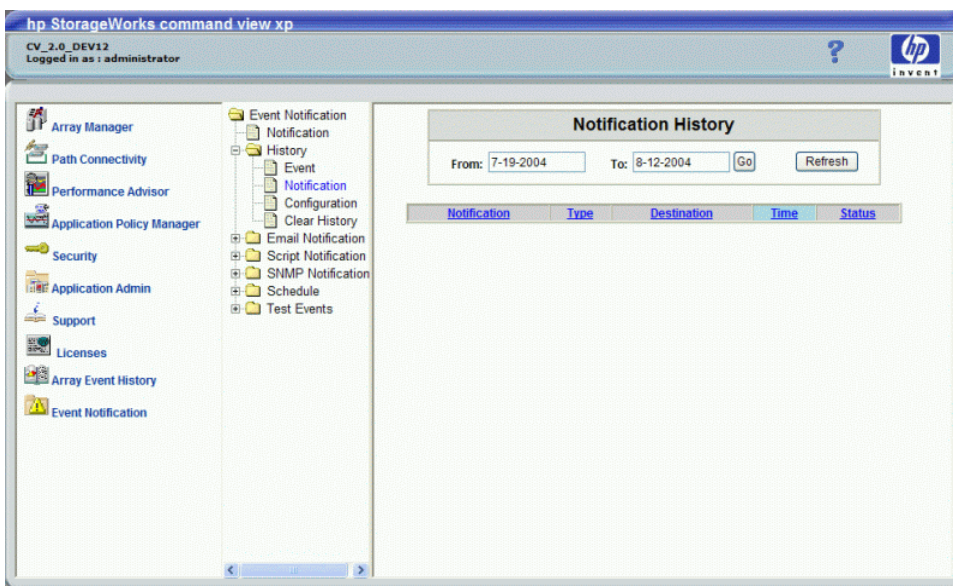 hp StorageWorks command view xp
CV_2.0_DEV12
Logged in as : administrator
?
hp
invent
Array Manager
Path Connectivity
Performance Advisor
Application Policy Manager
Security
Application Admin
Support
Licenses
Array Event History
Event Notification
Event Notification
Notification
History
Event
Notification
Configuration
Clear History
Email Notification
Script Notification
SNMP Notification
Schedule
Test Events
Notification History
From: 7-19-2004 To: 8-12-2004 Go Refresh
Notification Type Destination Time Status